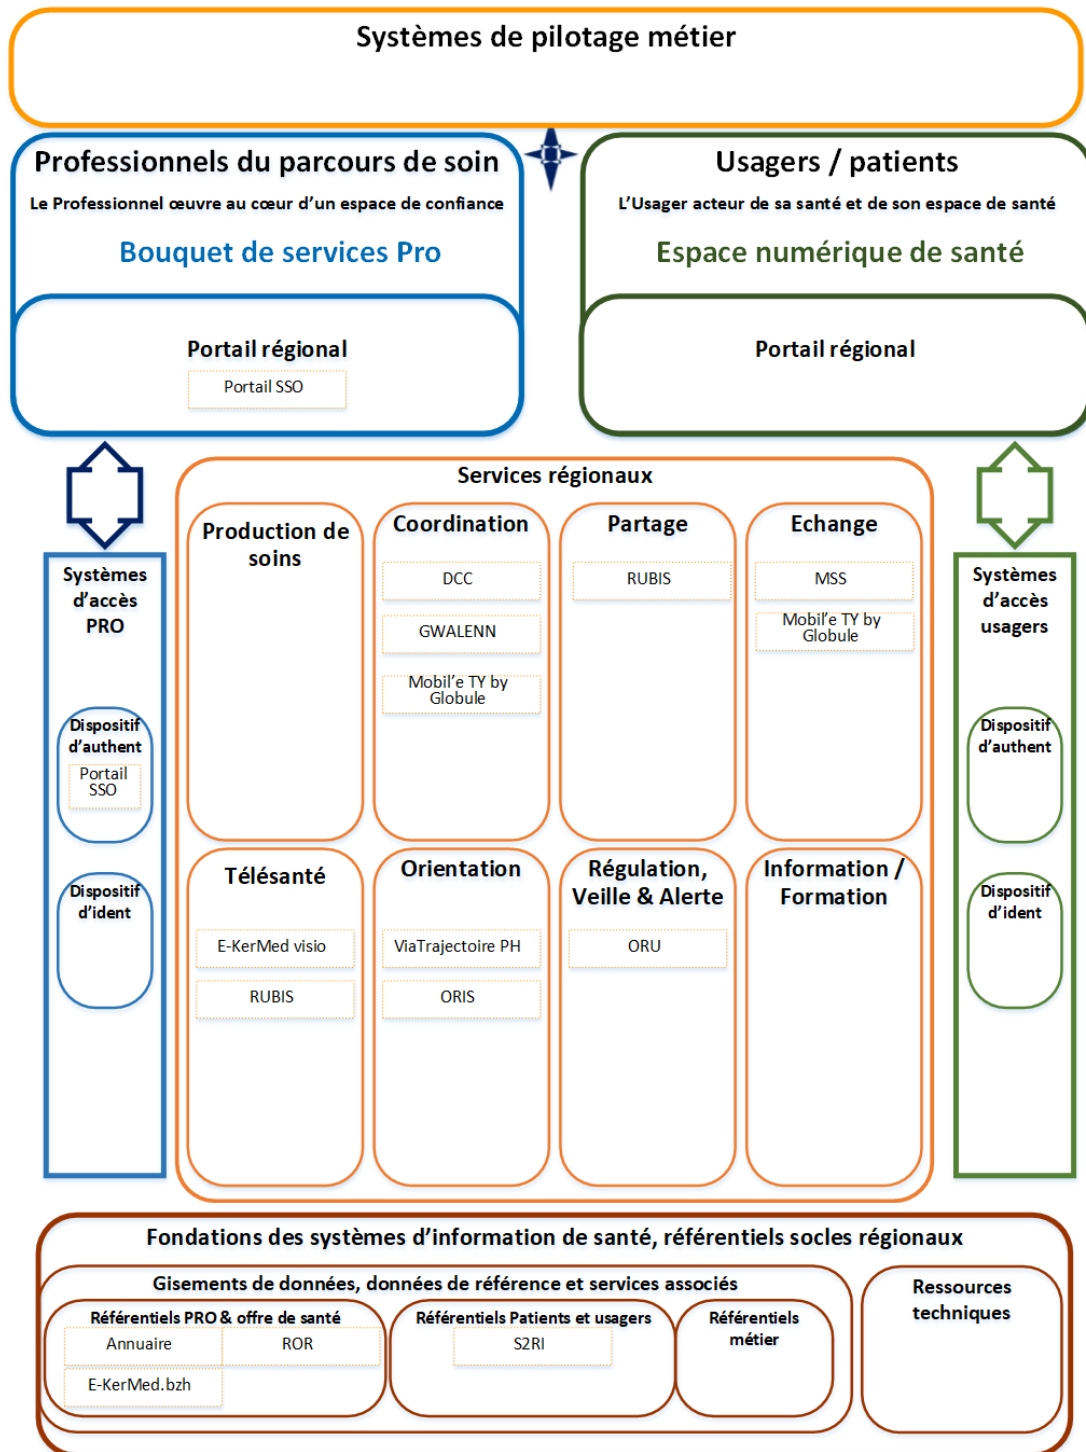 Systèmes de pilotage métier
Professionnels du parcours de soin
Le Professionnel œuvre au cœur d’un espace de confiance
Bouquet de services Pro
Portail régional
Portail SSO
Usagers / patients
L’Usager acteur de sa santé et de son espace de santé
Espace numérique de santé
Portail régional
Systèmes
d’accès
PRO
Dispositif
d’authent
Portail
SSO
Dispositif
d’ident
Services régionaux
Production de
soins
Coordination
DCC
GWALENN
Mobil’e TY by
Globule
Partage
RUBIS
Echange
MSS
Mobil’e TY by
Globule
Télésanté
E-KerMed visio
RUBIS
Orientation
ViaTrajectoire PH
ORIS
Régulation,
Veille & Alerte
ORU
Information /
Formation
Systèmes
d’accès
usagers
Dispositif
d’authent
Dispositif
d’ident
Fondations des systèmes d’information de santé, référentiels socles régionaux
Gisements de données, données de référence et services associés
Référentiels PRO & offre de santé
Annuaire
ROR
E-KerMed.bzh
Référentiels Patients et usagers
S2RI
Référentiels
métier
Ressources
techniques